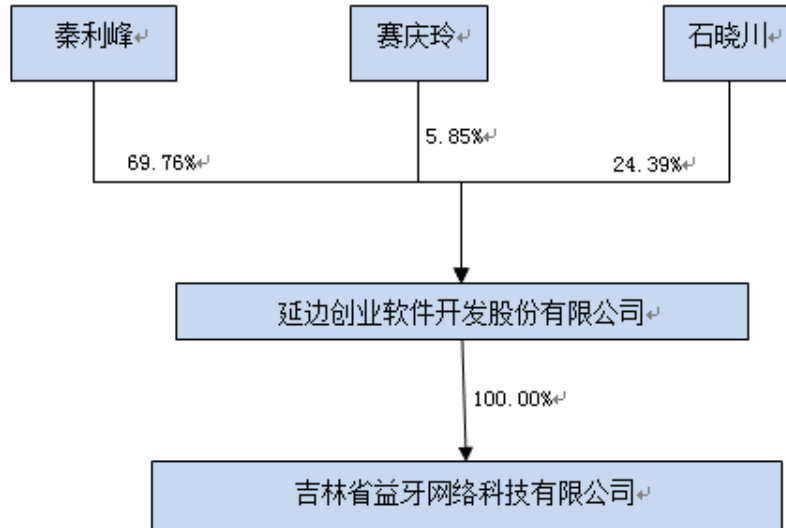 秦利峰
赛庆玲
石晓川
5.85%
69.76%
24.39%
延边创业软件开发股份有限公司
100.00%
吉林省益牙网络科技有限公司